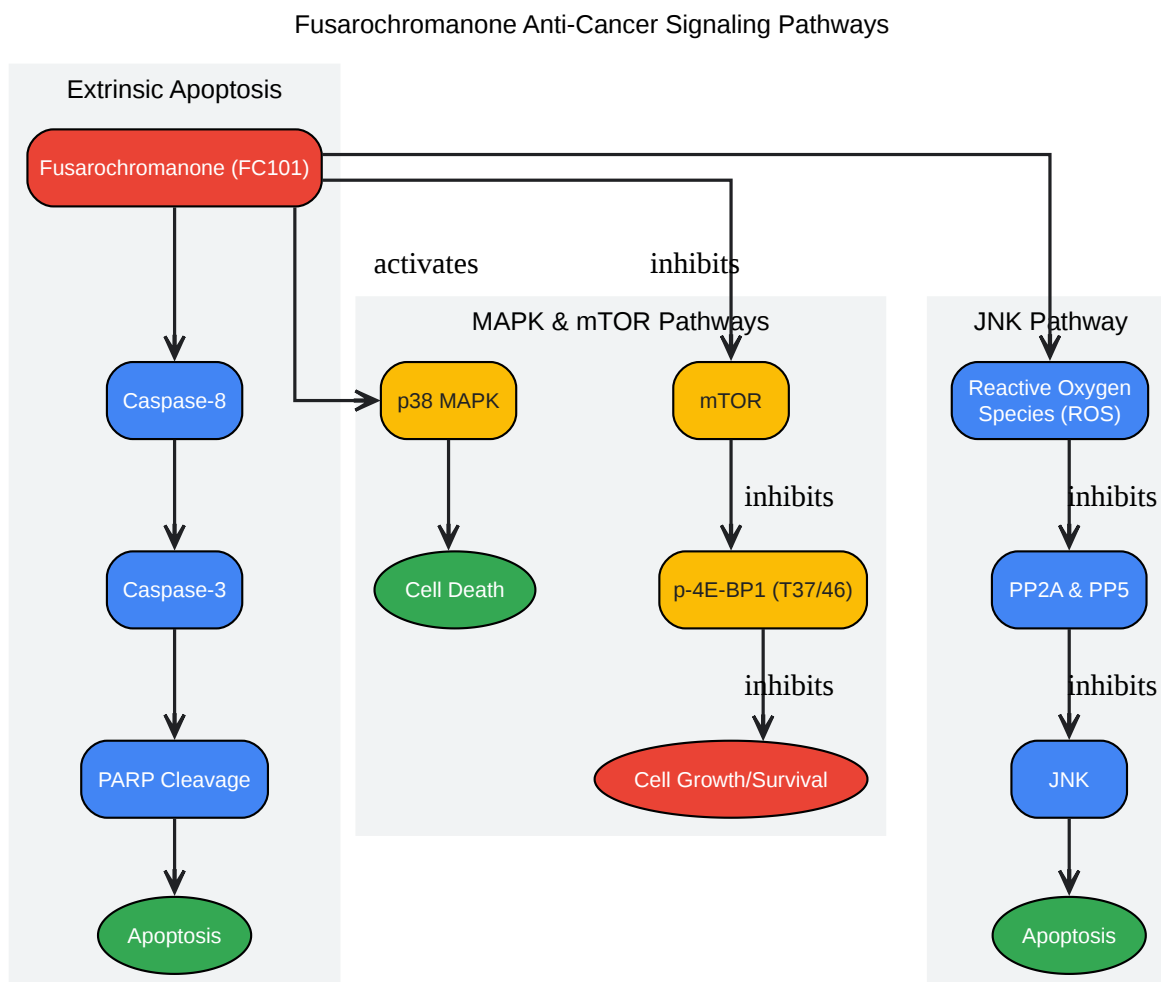 Fusarochromanone Anti-Cancer Signaling Pathways
Extrinsic Apoptosis
Fusarochromanone (FC101)
activates
inhibits
MAPK & mTOR Pathways
JNK Pathway
Caspase-8
p38 MAPK
mTOR
Reactive Oxygen
Species (ROS)
inhibits
inhibits
Caspase-3
Cell Death
p-4E-BP1 (T37/46)
PP2A & PP5
inhibits
inhibits
PARP Cleavage
Cell Growth/Survival
JNK
Apoptosis
Apoptosis